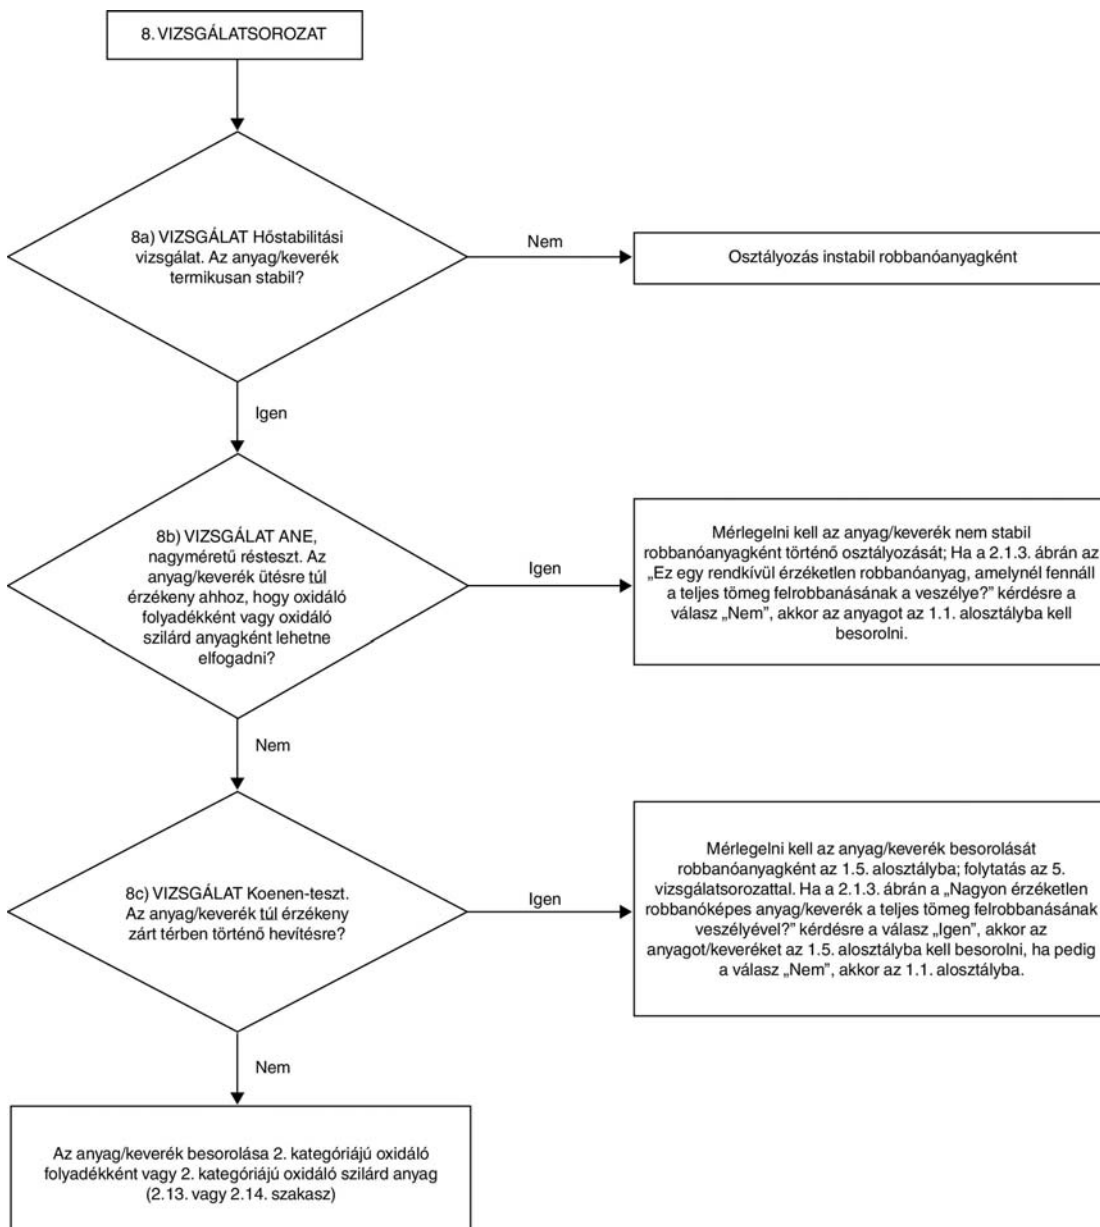 8. VIZSGÁLATSOROZAT
8a) VIZSGÁLAT Hőstabilitási
vizsgálat. Az anyag/keverék
termikusan stabil?
Nem
Osztályozás instabil robbanóanyagként
Igen
8b) VIZSGÁLAT ANE,
nagyméretű résteszt. Az
anyag/keverék ütésre túl
érzékeny ahhoz, hogy oxidáló
folyadékként vagy oxidáló
szilárd anyagként lehetne
elfogadni?
Igen
Mérlegelni kell az anyag/keverék nem stabil
robbanóanyagként történő osztályozását; Ha a 2.1.3. ábrán az
„Ez egy rendkívül érzéketlen robbanóanyag, amelynél fennáll
a teljes tömeg felrobbanásának a veszélye?” kérdésre a
válasz „Nem”, akkor az anyagot az 1.1. alosztályba kell
besorolni.
Nem
8c) VIZSGÁLAT Koenen-teszt.
Az anyag/keverék túl érzékeny
zárt térben történő hevítésre?
Igen
Mérlegelni kell az anyag/keverék besorolását
robbanóanyagként az 1.5. alosztályba; folytatás az 5.
vizsgálatsorozattal. Ha a 2.1.3. ábrán a „Nagyon érzéketlen
robbanóképes anyag/keverék a teljes tömeg felrobbanásának
veszélyével?” kérdésre a válasz „Igen”, akkor az
anyagot/keveréket az 1.5. alosztályba kell besorolni, ha pedig
a válasz „Nem”, akkor az 1.1. alosztályba.
Nem
Az anyag/keverék besorolása 2. kategóriájú oxidáló
folyadékként vagy 2. kategóriájú oxidáló szilárd anyag
(2.13. vagy 2.14. szakasz)